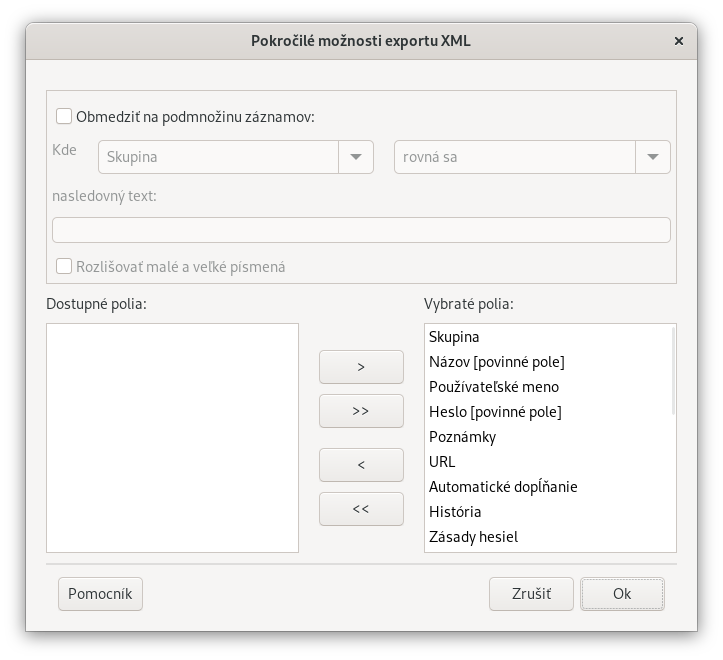 Pokročilé možnosti exportu XML
Obmedziť na podmnožinu záznamov:
Kde Skupina rovná sa
nasledovný text:
Rozlišovať malé a veľké písmená
Dostupné polia: Vybraté polia:
Skupina
Názov [povinné pole]
>
Používateľské meno
>>
Heslo [povinné pole]
Poznámky
<
URL
Automatické dopĺňanie
<<
História
Zásady hesiel
Pomocník Zrušiť Ok